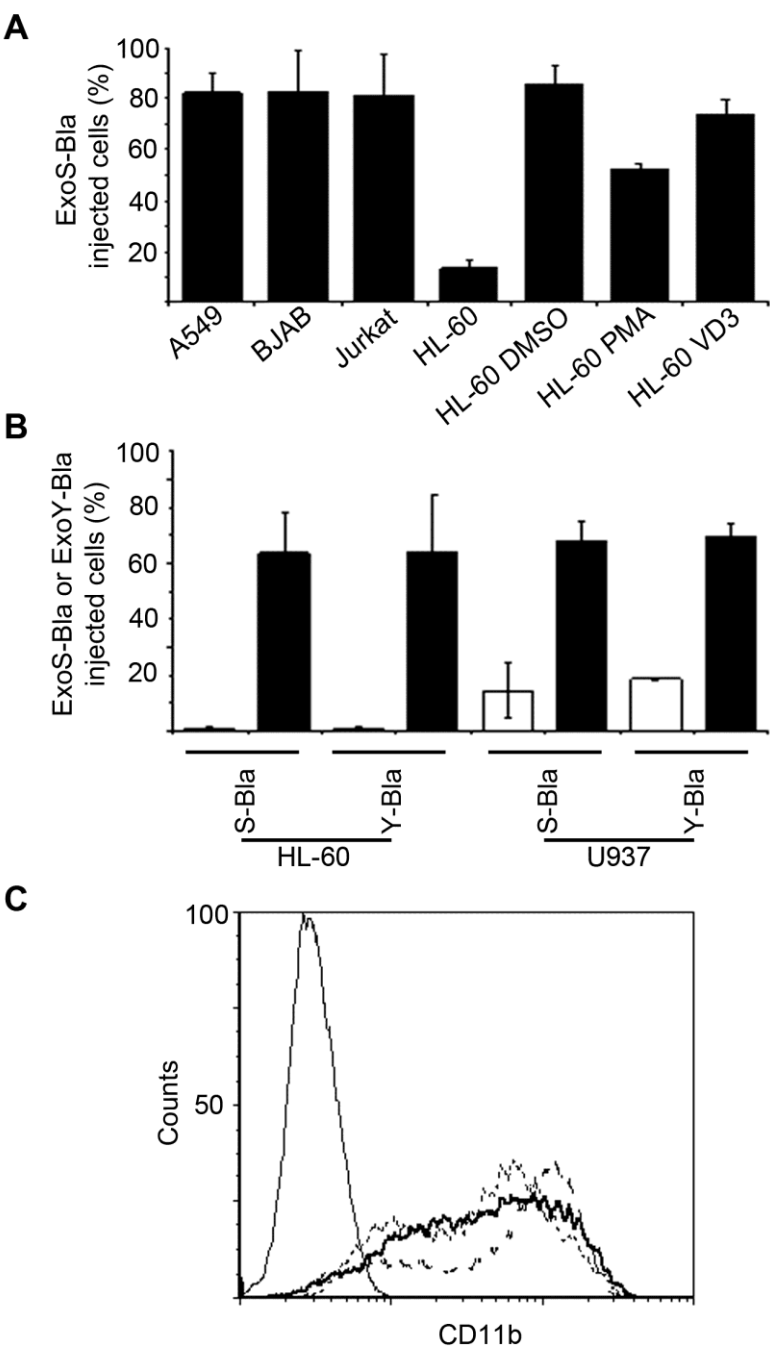 A
ExoS-Bla
injected cells (%)
100
80
60
40
20
A549
BJAB
Jurkat
HL-60
HL-60 DMSO
HL-60 PMA
HL-60 VD3
B
ExoS-Bla or ExoY-Bla
injected cells (%)
100
80
60
40
20
S-Bla
Y-Bla
S-Bla
Y-Bla
HL-60
U937
C
Counts
100
50
CD11b